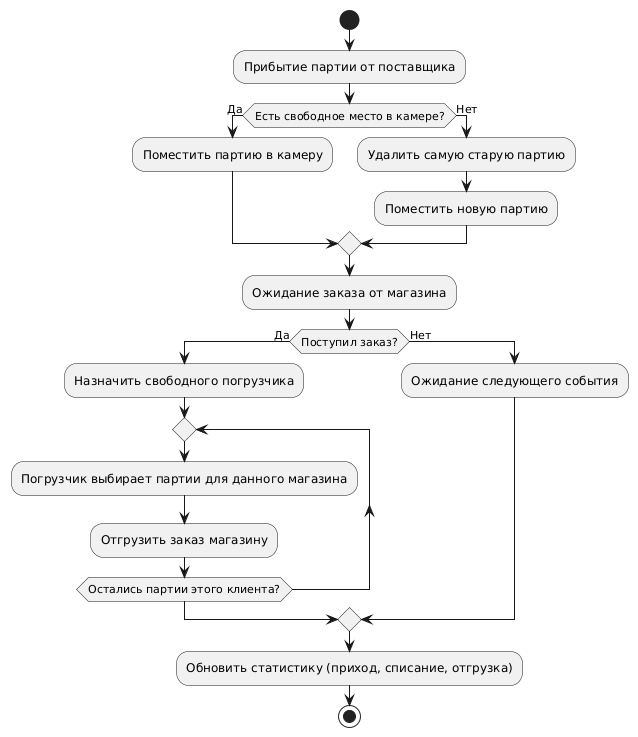 Прибытие партии от поставщика
Да
Есть свободное место в камере?
Нет
Поместить партию в камеру
Удалить самую старую партию
Поместить новую партию
Ожидание заказа от магазина
Да
Поступил заказ?
Нет
Назначить свободного погрузчика
Ожидание следующего события
Погрузчик выбирает партии для данного магазина
Отгрузить заказ магазину
Остались партии этого клиента?
Обновить статистику (приход, списание, отгрузка)